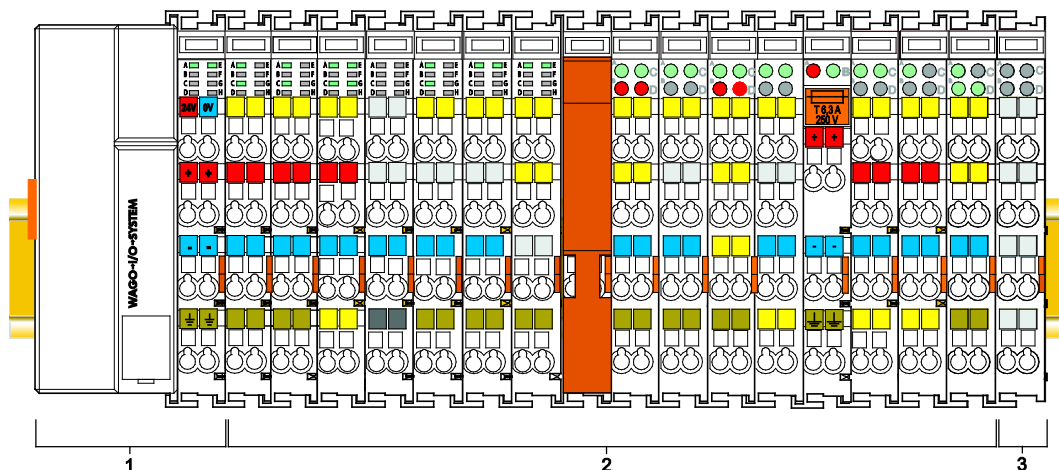 A E A E A E A E A E A E A E A E
B F B F B F B F B F B F B F B F
C G C G C G C G C G C G C G C G
D H D H D H D H D H D H D H D H
24V 0V
T 6,3 A
250 V
+ + + +
- - - -
WAGO-I/O-SYSTEM
1 2 3